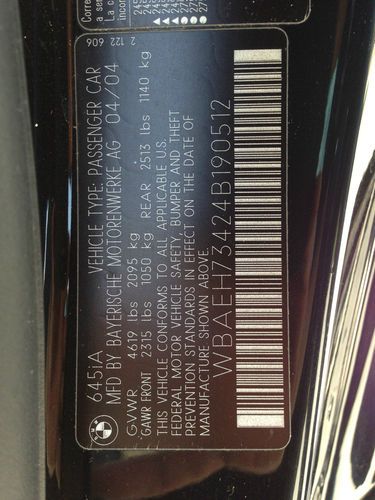 2 122 606
645iA VEHICLE TYPE: PASSENGER CAR
MFD BY BAYERISCHE MOTORENWERKE AG 04/04
GVWR 4619 lbs 2095 kg
GAWR FRONT 2315 lbs 1050 kg REAR 2513 lbs 1140 kg
THIS VEHICLE CONFORMS TO ALL APPLICABLE U.S.
FEDERAL MOTOR VEHICLE SAFETY, BUMPER AND THEFT
PREVENTION STANDARDS IN EFFECT ON THE DATE OF
MANUFACTURE SHOWN ABOVE.
WBAEH73424B190512